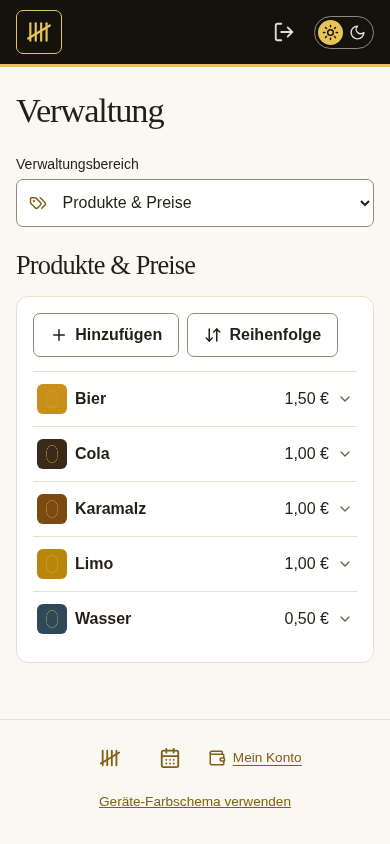 Verwaltung
Verwaltungsbereich
Produkte & Preise
Produkte & Preise
Hinzufügen Reihenfolge
Bier 1,50 €
Cola 1,00 €
Karamalz 1,00 €
Limo 1,00 €
Wasser 0,50 €
Mein Konto
Geräte-Farbschema verwenden